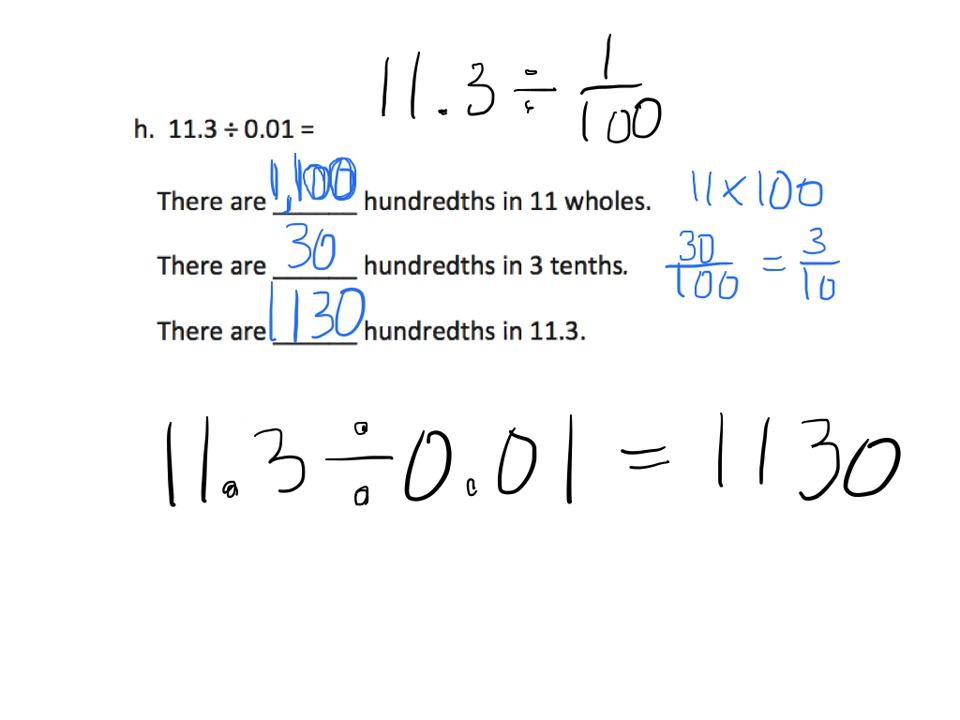 11.3 ÷ 1/100
h. 11.3 ÷ 0.01 =
There are 1,100 hundredths in 11 wholes. 11 × 100
There are 30 hundredths in 3 tenths. 30/100 = 3/10
There are 1130 hundredths in 11.3.
11.3 ÷ 0.01 = 1130